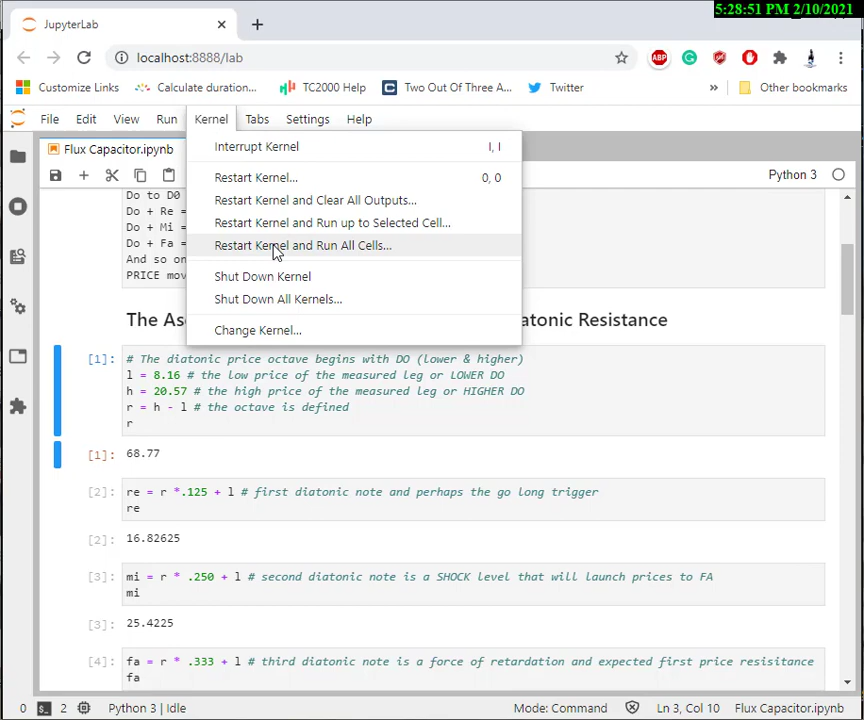 5:28:51 PM 2/10/2021
JupyterLab
localhost:8888/lab
ABP
Customize Links
Calculate duration...
TC2000 Help
Two Out Of Three A...
Twitter
»
Other bookmarks
File Edit View Run Kernel Tabs Settings Help
Flux Capacitor.ipynb
Interrupt Kernel I, I
Restart Kernel... 0, 0
Restart Kernel and Clear All Outputs...
Restart Kernel and Run up to Selected Cell...
Restart Kernel and Run All Cells...
Shut Down Kernel
Shut Down All Kernels...
Change Kernel...
Python 3
Do to D0
Do + Re =
Do + Mi =
Do + Fa =
And so on
PRICE mov
The As
atonic Resistance
[1]: # The diatonic price octave begins with DO (lower & higher)
l = 8.16 # the low price of the measured leg or LOWER DO
h = 20.57 # the high price of the measured leg or HIGHER DO
r = h - l # the octave is defined
r
[1]: 68.77
[2]: re = r *.125 + l # first diatonic note and perhaps the go long trigger
re
[2]: 16.82625
[3]: mi = r * .250 + l # second diatonic note is a SHOCK level that will launch prices to FA
mi
[3]: 25.4225
[4]: fa = r * .333 + l # third diatonic note is a force of retardation and expected first price resisitance
fa
0 2 Python 3 | Idle Mode: Command Ln 3, Col 10 Flux Capacitor.ipynb